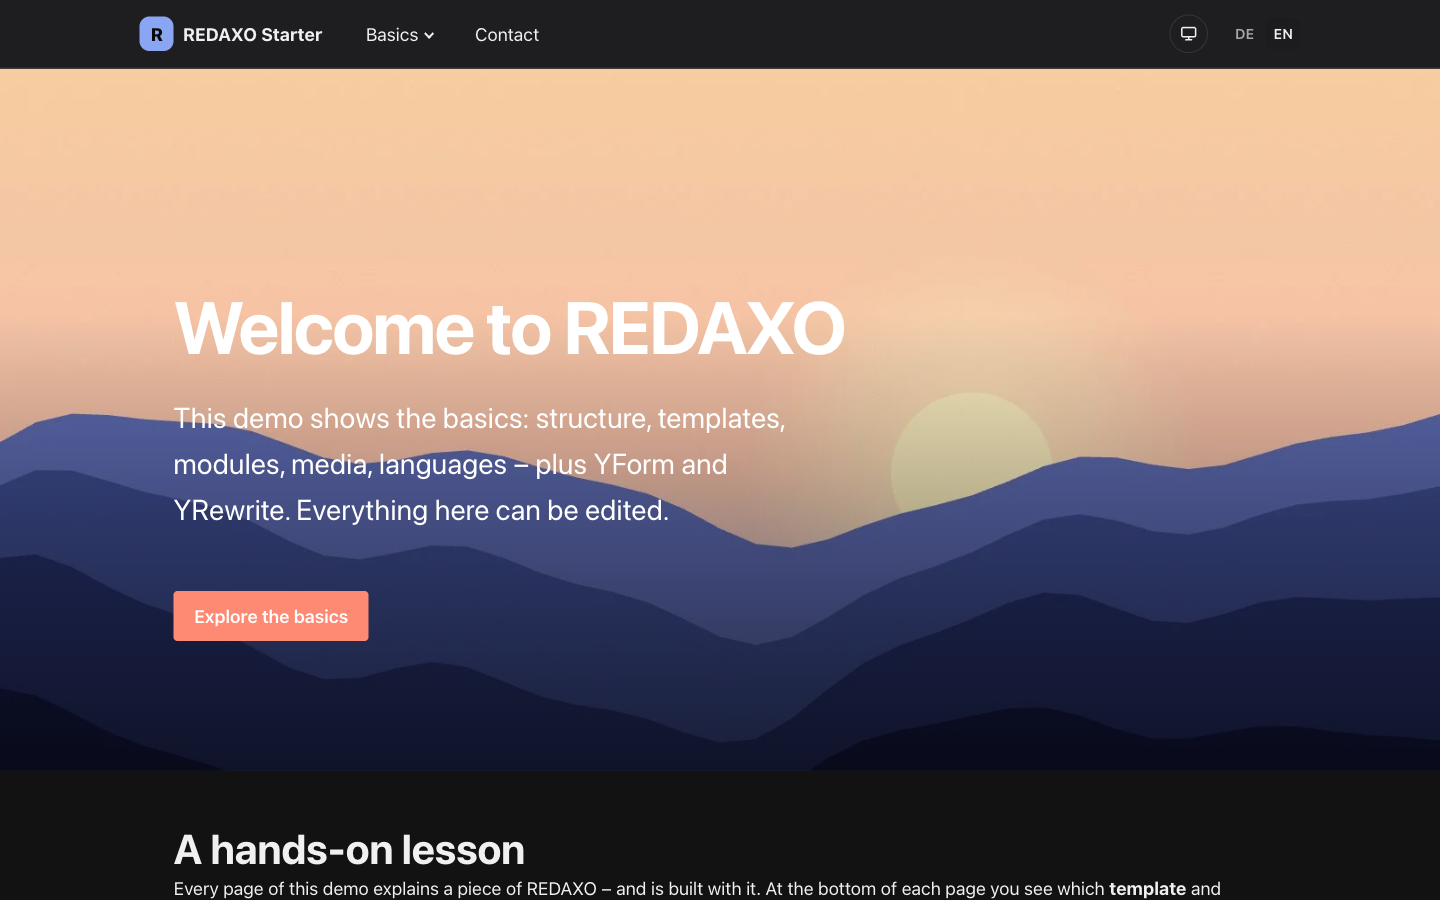 R REDAXO Starter Basics Contact DE EN
Welcome to REDAXO
This demo shows the basics: structure, templates,
modules, media, languages – plus YForm and
YRewrite. Everything here can be edited.
Explore the basics
A hands-on lesson
Every page of this demo explains a piece of REDAXO – and is built with it. At the bottom of each page you see which template and